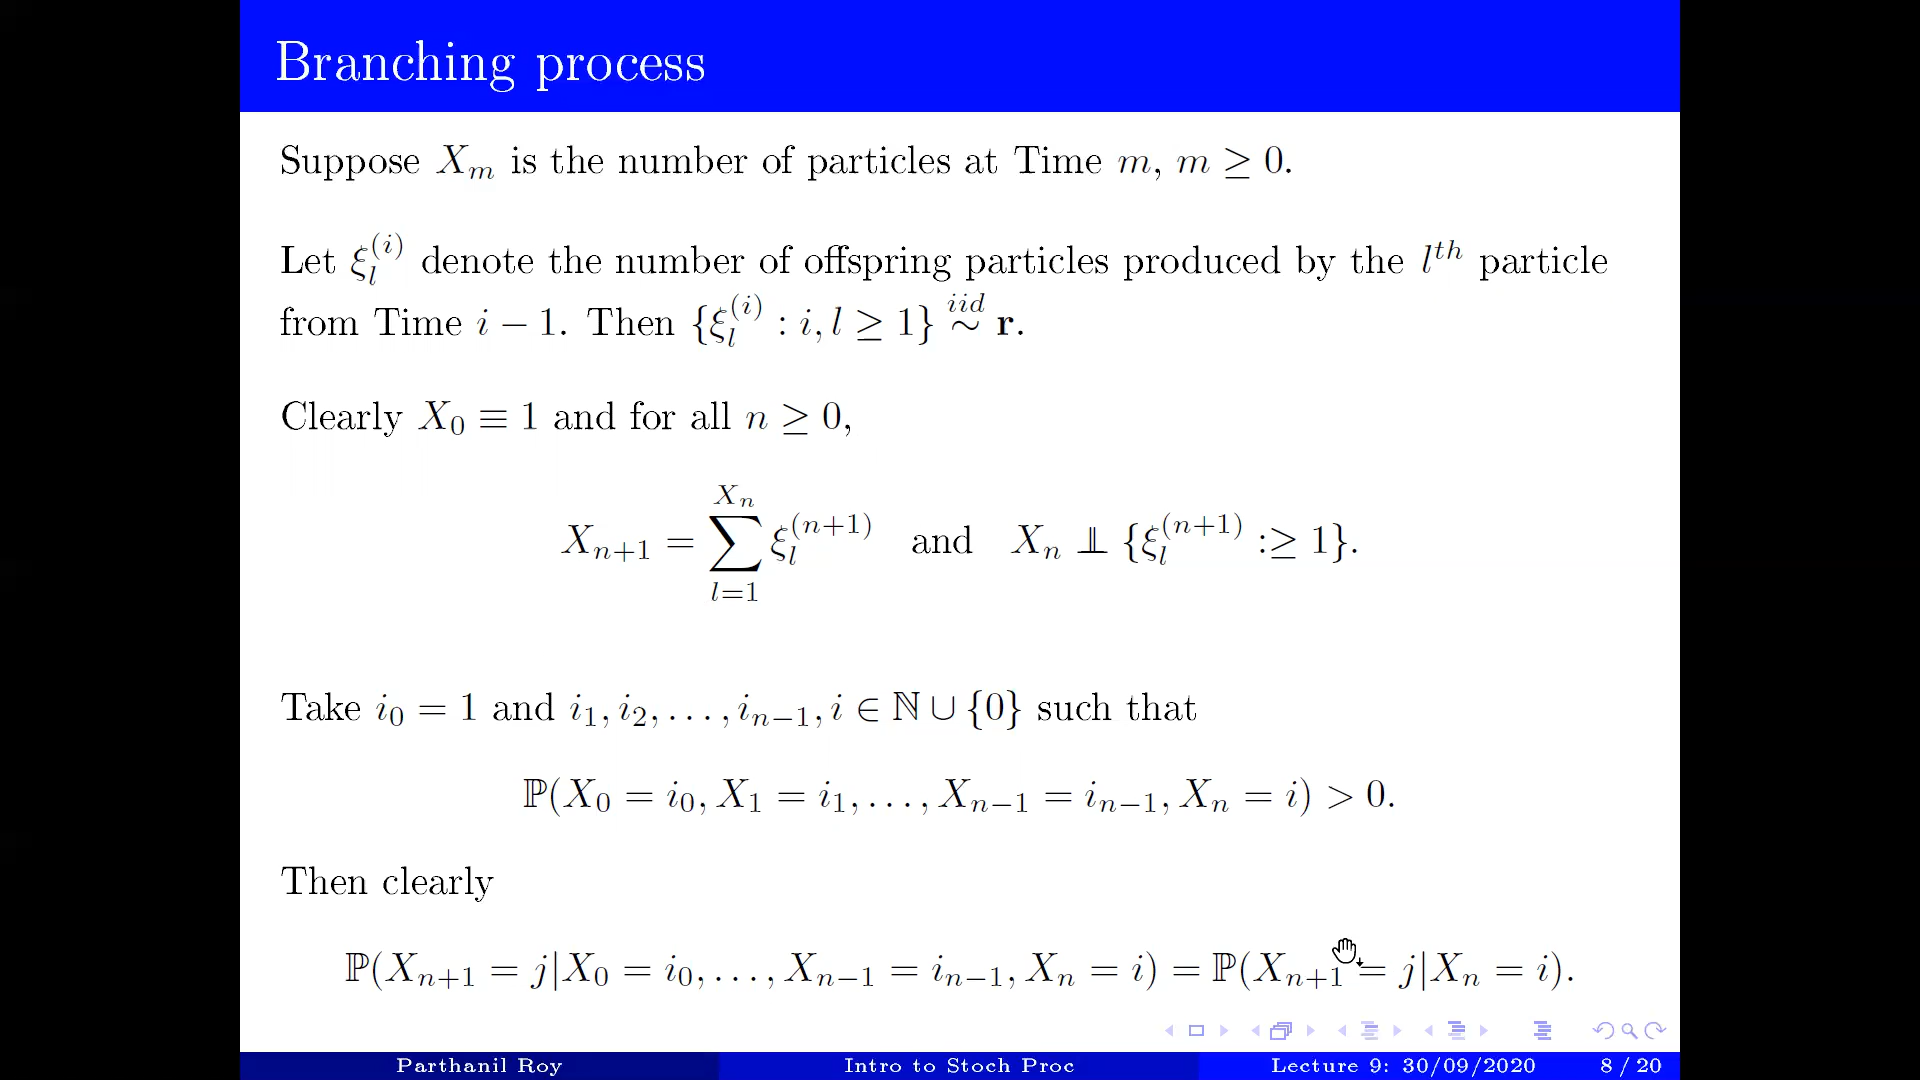 Branching process
Suppose $X_m$ is the number of particles at Time $m$, $m \geq 0$.
Let $\xi_l^{(i)}$ denote the number of offspring particles produced by the $l^{th}$ particle
from Time $i - 1$. Then $\{\xi_l^{(i)} : i, l \geq 1\} \overset{iid}{\sim} \mathbf{r}$.
Clearly $X_0 \equiv 1$ and for all $n \geq 0$,
$X_{n+1} = \sum_{l=1}^{X_n} \xi_l^{(n+1)}$ and $X_n \perp\!\!\!\perp \{\xi_l^{(n+1)} :\geq 1\}$.
Take $i_0 = 1$ and $i_1, i_2, \ldots, i_{n-1}, i \in \mathbb{N} \cup \{0\}$ such that
$\mathbb{P}(X_0 = i_0, X_1 = i_1, \ldots, X_{n-1} = i_{n-1}, X_n = i) > 0.$
Then clearly
$\mathbb{P}(X_{n+1} = j | X_0 = i_0, \ldots, X_{n-1} = i_{n-1}, X_n = i) = \mathbb{P}(X_{n+1} = j | X_n = i).$
Parthanil Roy Intro to Stoch Proc Lecture 9: 30/09/2020 8 / 20